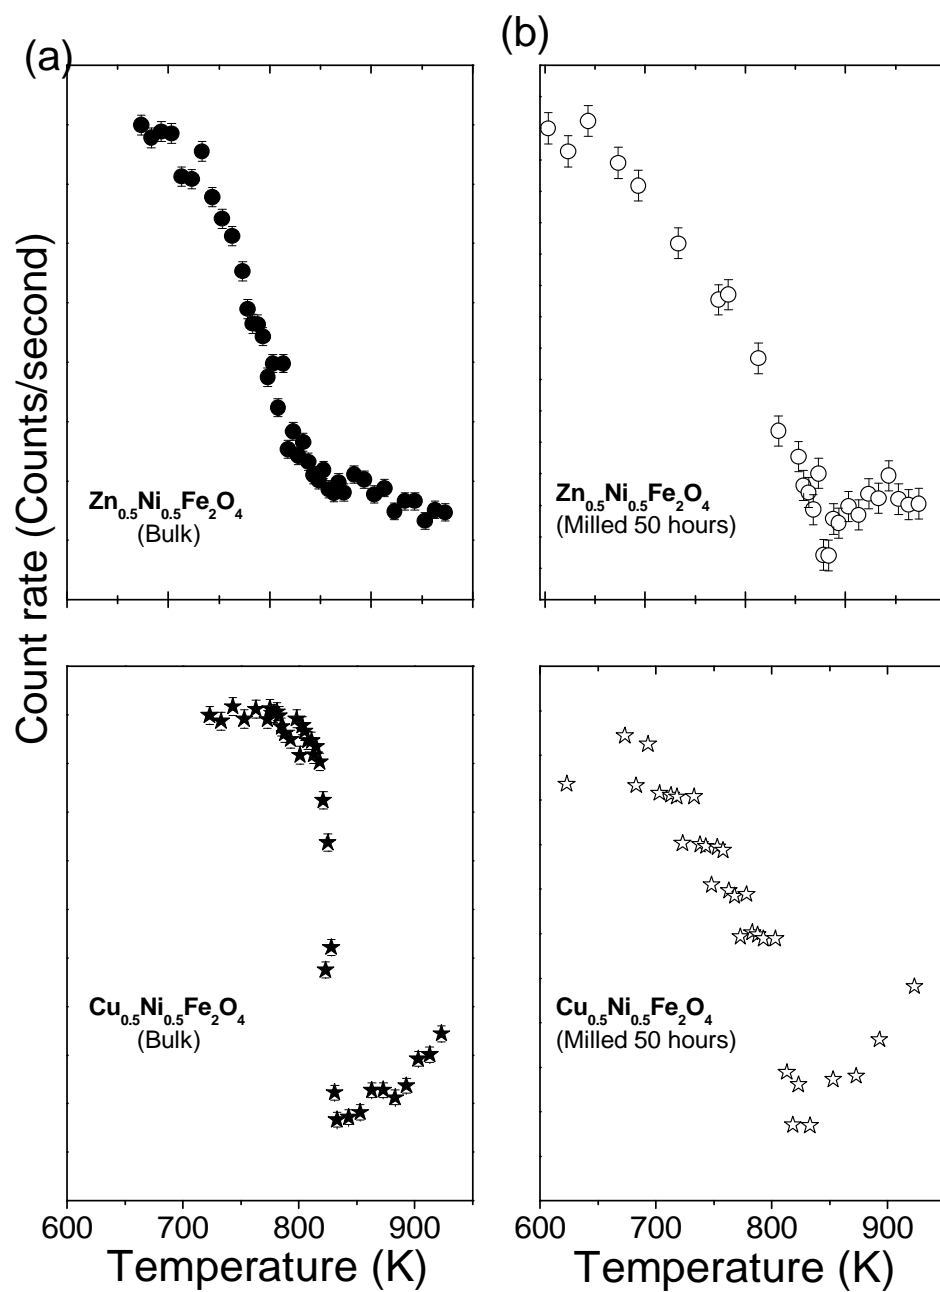 (a)
(b)
Count rate (Counts/second)
Zn0.5Ni0.5Fe2O4
(Bulk)
Zn0.5Ni0.5Fe2O4
(Milled 50 hours)
Cu0.5Ni0.5Fe2O4
(Bulk)
Cu0.5Ni0.5Fe2O4
(Milled 50 hours)
600 700 800 900
600 700 800 900
Temperature (K)
Temperature (K)